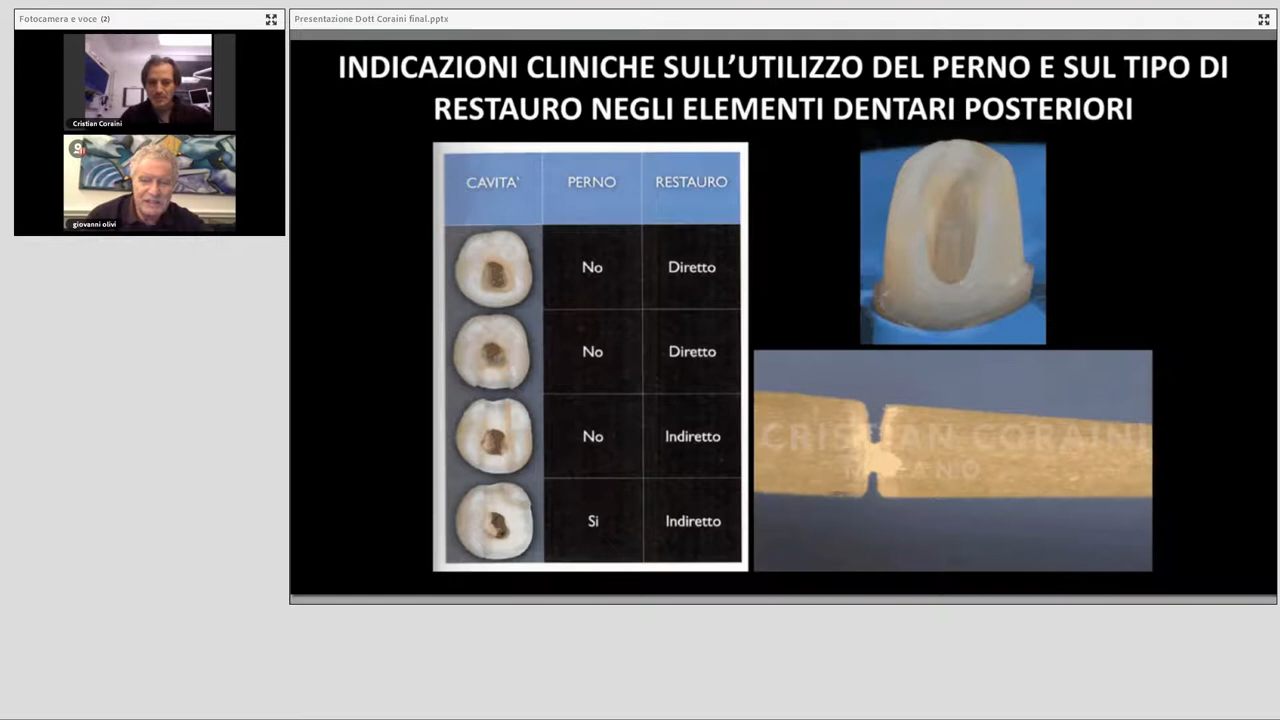 Fotocamera e voce (2)
Cristian Coraini
giovanni olivi
Presentazione Dott Coraini final.pptx
INDICAZIONI CLINICHE SULL’UTILIZZO DEL PERNO E SUL TIPO DI
RESTAURO NEGLI ELEMENTI DENTARI POSTERIORI
CAVITA' PERNO RESTAURO
No Diretto
No Diretto
No Indiretto
Si Indiretto
CRISTIAN CORAINI
MILANO